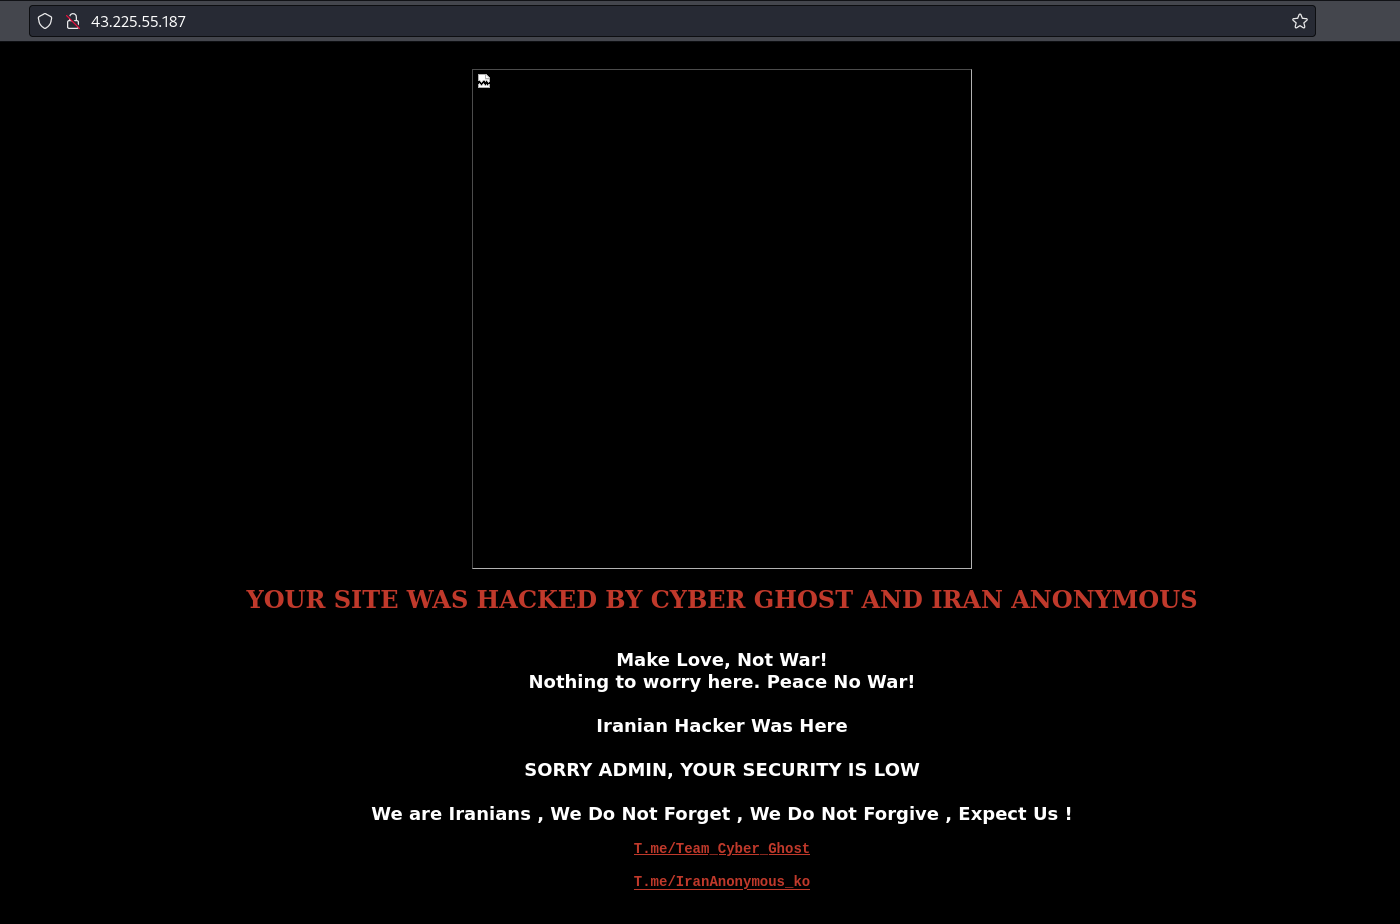 43.225.55.187
YOUR SITE WAS HACKED BY CYBER GHOST AND IRAN ANONYMOUS
Make Love, Not War!
Nothing to worry here. Peace No War!
Iranian Hacker Was Here
SORRY ADMIN, YOUR SECURITY IS LOW
We are Iranians , We Do Not Forget , We Do Not Forgive , Expect Us !
T.me/Team_Cyber_Ghost
T.me/IranAnonymous_ko